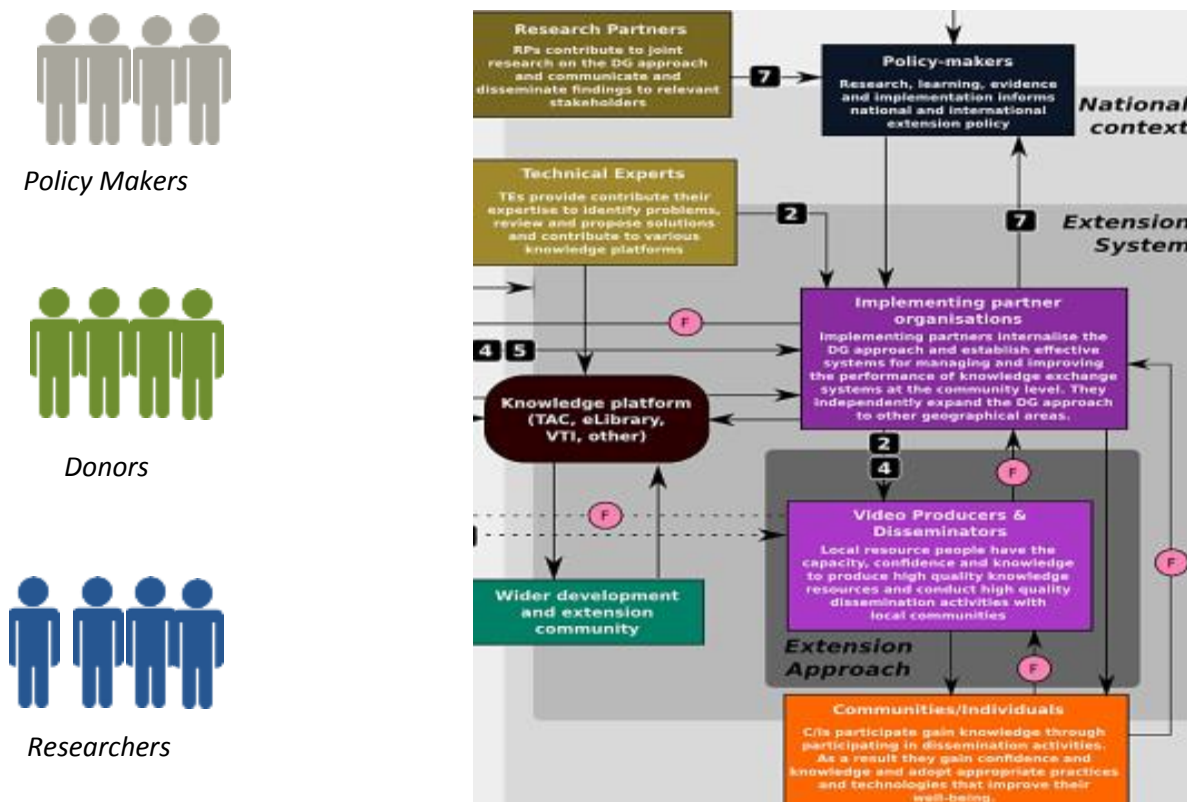 Policy Makers
Donors
Researchers
Research Partners
RPs contribute to joint
research on the DG approach
and communicate and
disseminate findings to relevant
stakeholders
7
Policy-makers
Research, learning, evidence
and implementation informs
national and international
extension policy
National
context
Technical Experts
TEs provide contribute their
expertise to identify problems,
review and propose solutions
and contribute to various
knowledge platforms
2
7
Extension
System
F
4 5
Implementing partner
organisations
Implementing partners internalise the
DG approach and establish effective
systems for managing and improving
the performance of knowledge exchange
systems at the community level. They
independently expand the DG approach
to other geographical areas.
Knowledge platform
(TAC, eLibrary,
VTI, other)
2
4
F
F
F
Video Producers &
Disseminators
Local resource people have the
capacity, confidence and knowledge
to produce high quality knowledge
resources and conduct high quality
dissemination activities with
local communities
Wider development
and extension
community
Extension
Approach
F
Communities/Individuals
C/Is participate gain knowledge through
participating in dissemination activities.
As a result they gain confidence and
knowledge and adopt appropriate practices
and technologies that improve their
well-being.